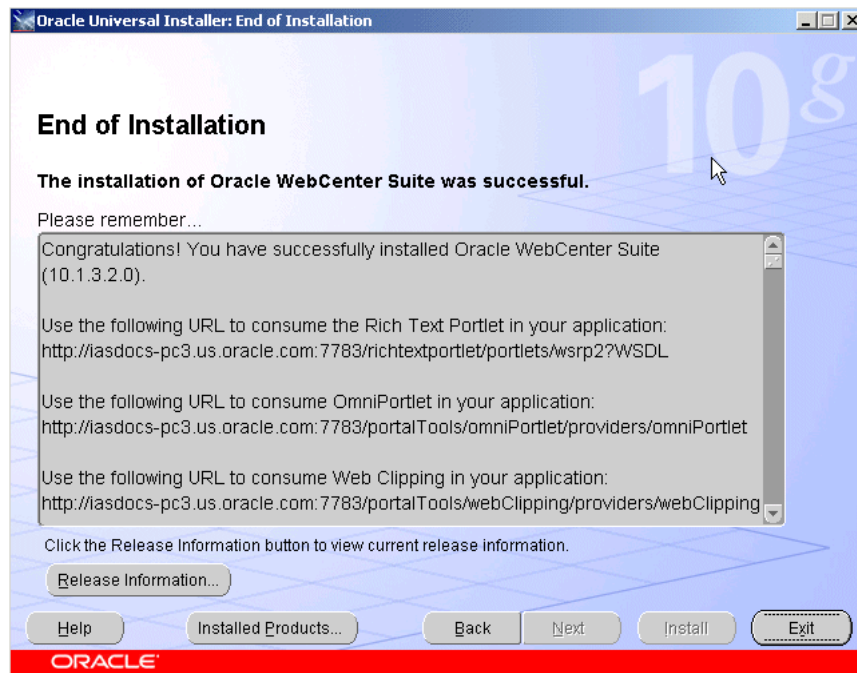 Oracle Universal Installer: End of Installation
10g
End of Installation
The installation of Oracle WebCenter Suite was successful.
Please remember...
Congratulations! You have successfully installed Oracle WebCenter Suite
(10.1.3.2.0).
Use the following URL to consume the Rich Text Portlet in your application:
http://iasdocs-pc3.us.oracle.com:7783/richtextportlet/portlets/wsrp2?WSDL
Use the following URL to consume OmniPortlet in your application:
http://iasdocs-pc3.us.oracle.com:7783/portalTools/omniPortlet/providers/omniPortlet
Use the following URL to consume Web Clipping in your application:
http://iasdocs-pc3.us.oracle.com:7783/portalTools/webClipping/providers/webClipping
Click the Release Information button to view current release information.
Release Information...
Help Installed Products... Back Next Install Exit
ORACLE